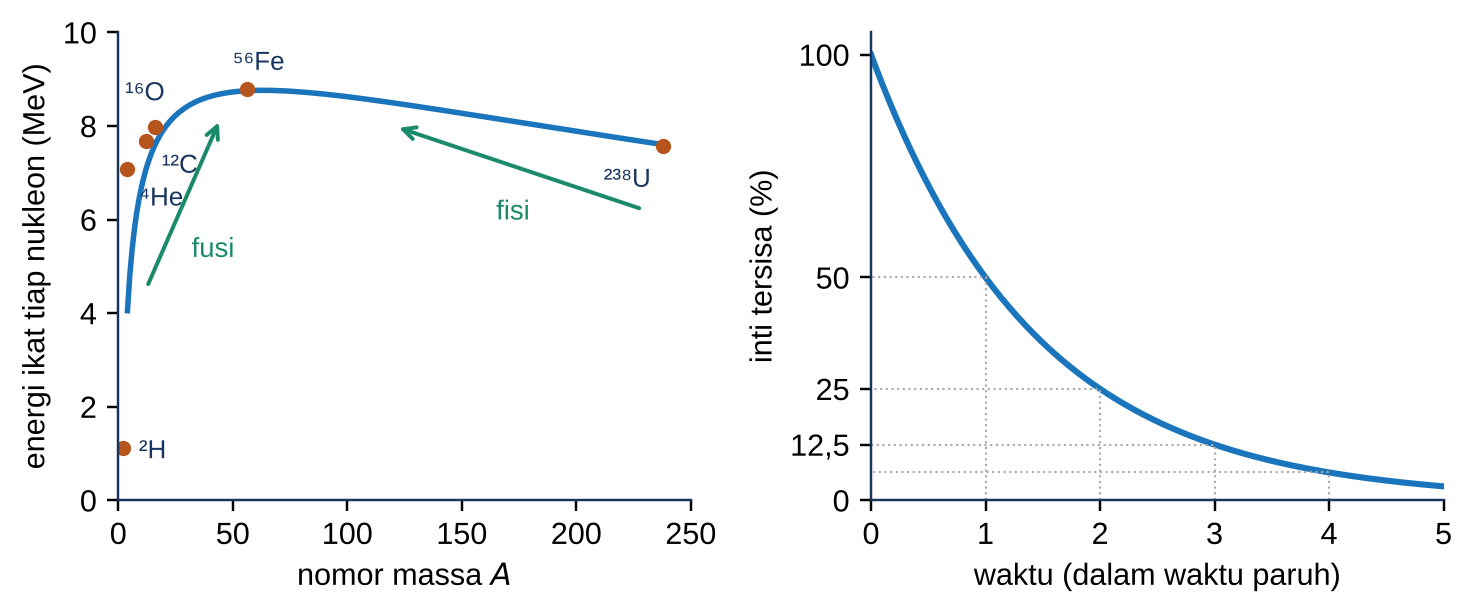 energi ikat tiap nukleon (MeV)
10
8
6
4
2
0
⁵⁶Fe
¹⁶O
¹²C
⁴He
²H
²³⁸U
fusi
fisi
0 50 100 150 200 250
nomor massa A
inti tersisa (%)
100
50
25
12,5
0
0 1 2 3 4 5
waktu (dalam waktu paruh)